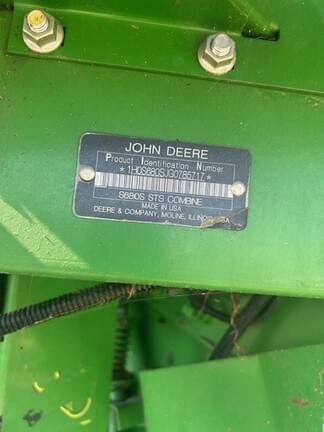 JOHN DEERE
Product Identification Number
*1H0S680SJG0785717*
S680S STS COMBINE
MADE IN USA
DEERE & COMPANY, MOLINE, ILLINOIS, USA